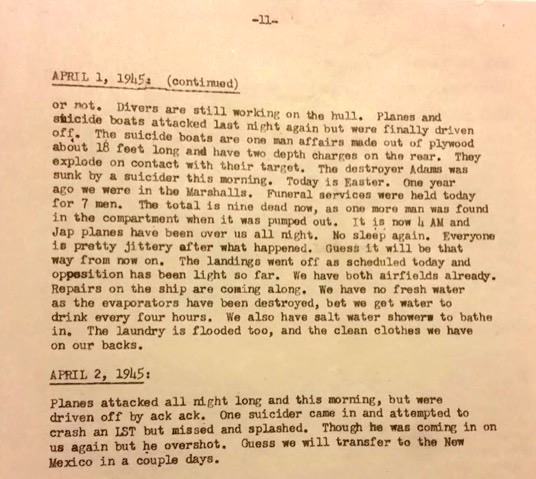 -11-
APRIL 1, 1945: (continued)
or not. Divers are still working on the hull. Planes and
suicide boats attacked last night again but were finally driven
off. The suicide boats are one man affairs made out of plywood
about 18 feet long and have two depth charges on the rear. They
explode on contact with their target. The destroyer Adams was
sunk by a suicider this morning. Today is Easter. One year
ago we were in the Marshalls. Funeral services were held today
for 7 men. The total is nine dead now, as one more man was found
in the compartment when it was pumped out. It is now 4 AM and
Jap planes have been over us all night. No sleep again. Everyone
is pretty jittery after what happened. Guess it will be that
way from now on. The landings went off as scheduled today and
opposition has been light so far. We have both airfields already.
Repairs on the ship are coming along. We have no fresh water
as the evaporators have been destroyed, bet we get water to
drink every four hours. We also have salt water showers to bathe
in. The laundry is flooded too, and the clean clothes we have
on our backs.
APRIL 2, 1945:
Planes attacked all night long and this morning, but were
driven off by ack ack. One suicider came in and attempted to
crash an LST but missed and splashed. Though he was coming in on
us again but he overshot. Guess we will transfer to the New
Mexico in a couple days.